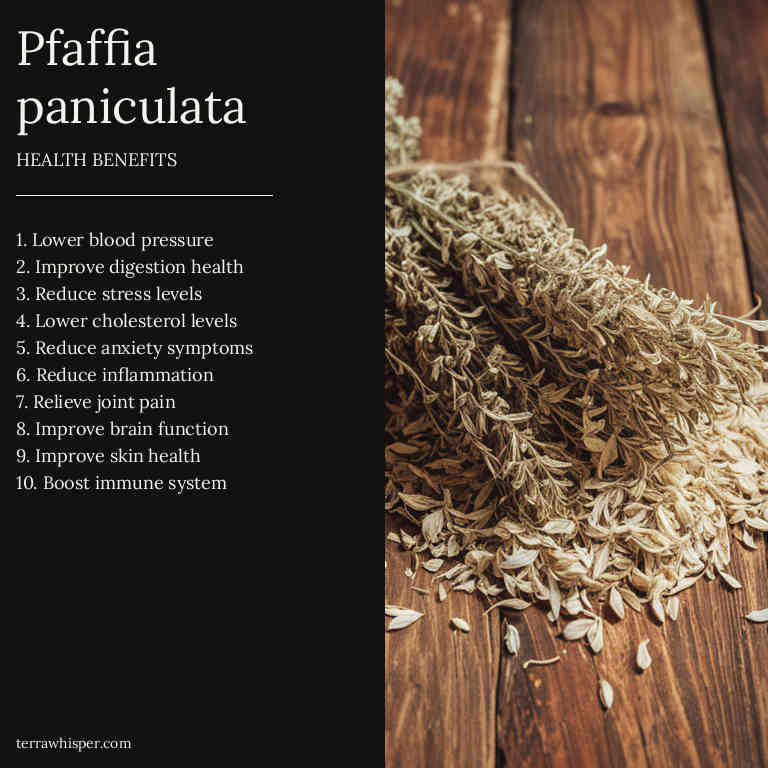 Pfaffia
paniculata
HEALTH BENEFITS
1. Lower blood pressure
2. Improve digestion health
3. Reduce stress levels
4. Lower cholesterol levels
5. Reduce anxiety symptoms
6. Reduce inflammation
7. Relieve joint pain
8. Improve brain function
9. Improve skin health
10. Boost immune system
terrawhisper.com